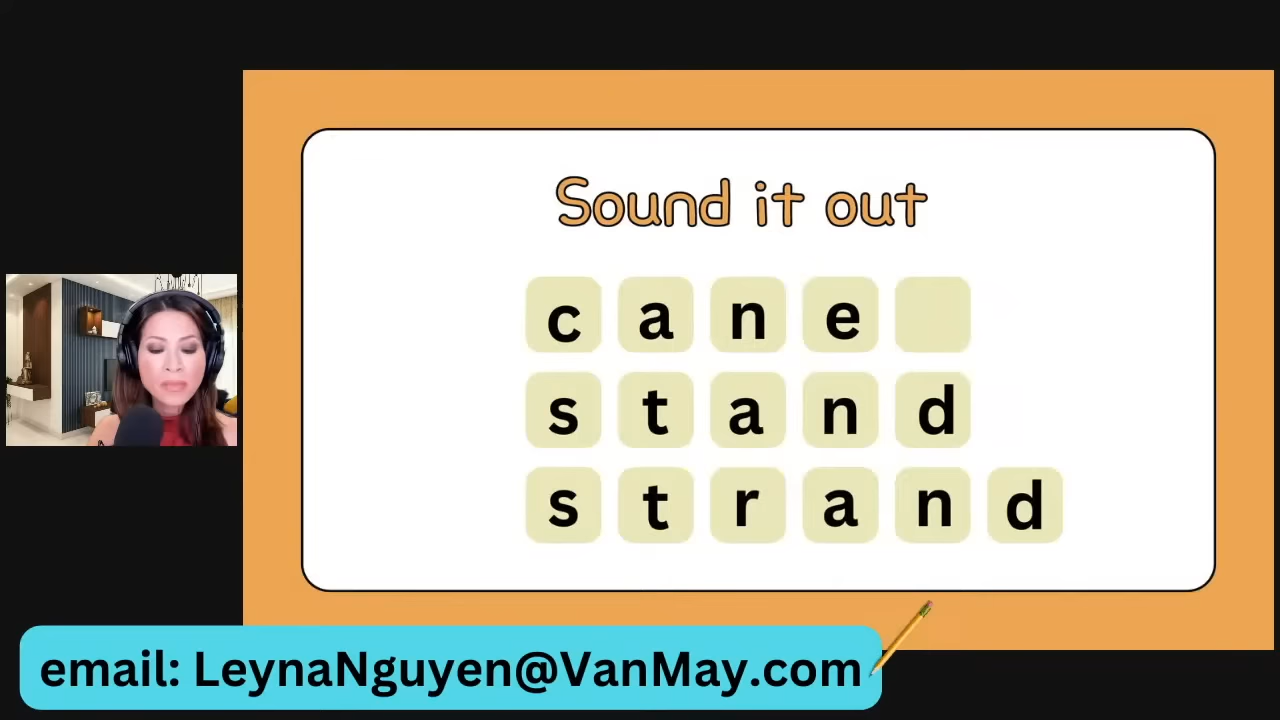 Sound it out
c a n e
s t a n d
s t r a n d
email: LeynaNguyen@VanMay.com